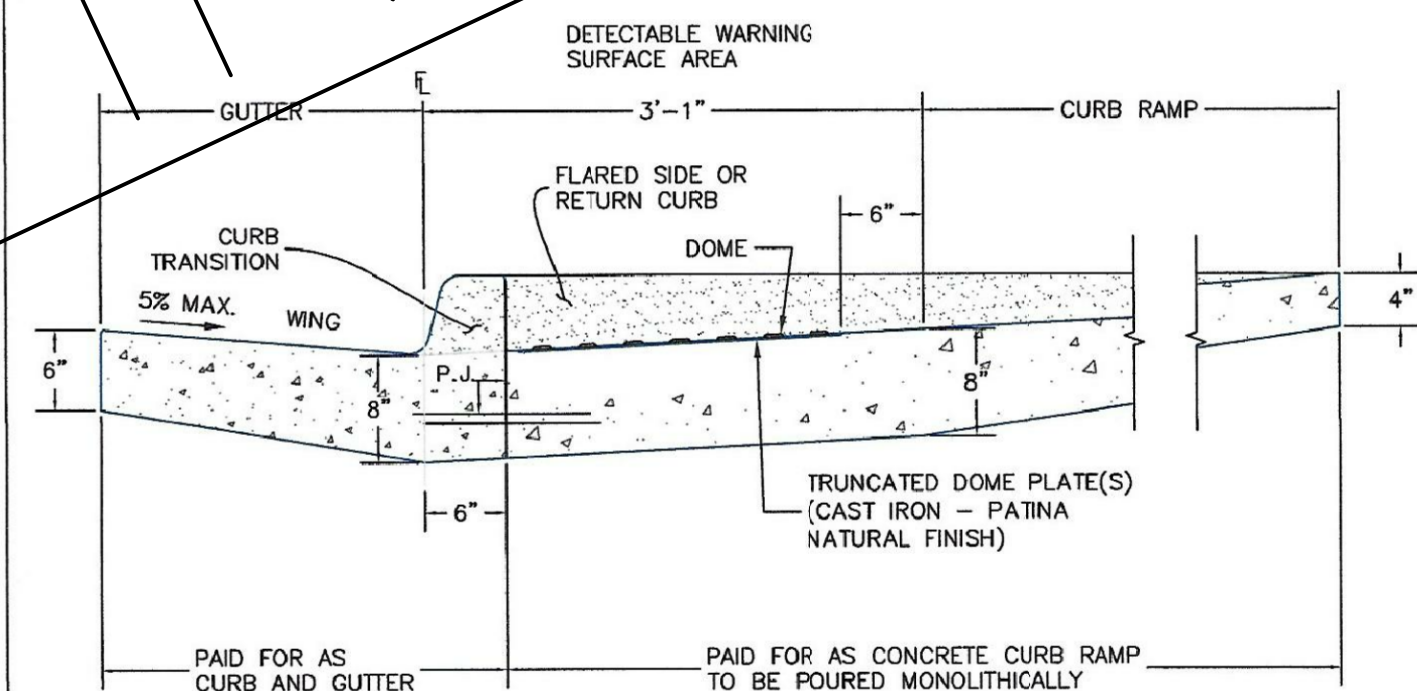 DETECTABLE WARNING
SURFACE AREA
FL
GUTTER
3'-1"
CURB RAMP
FLARED SIDE OR
RETURN CURB
6"
CURB
TRANSITION
DOME
5% MAX.
WING
4"
6"
P.J.
8"
8"
6"
TRUNCATED DOME PLATE(S)
(CAST IRON – PATINA
NATURAL FINISH)
PAID FOR AS
CURB AND GUTTER
PAID FOR AS CONCRETE CURB RAMP
TO BE POURED MONOLITHICALLY